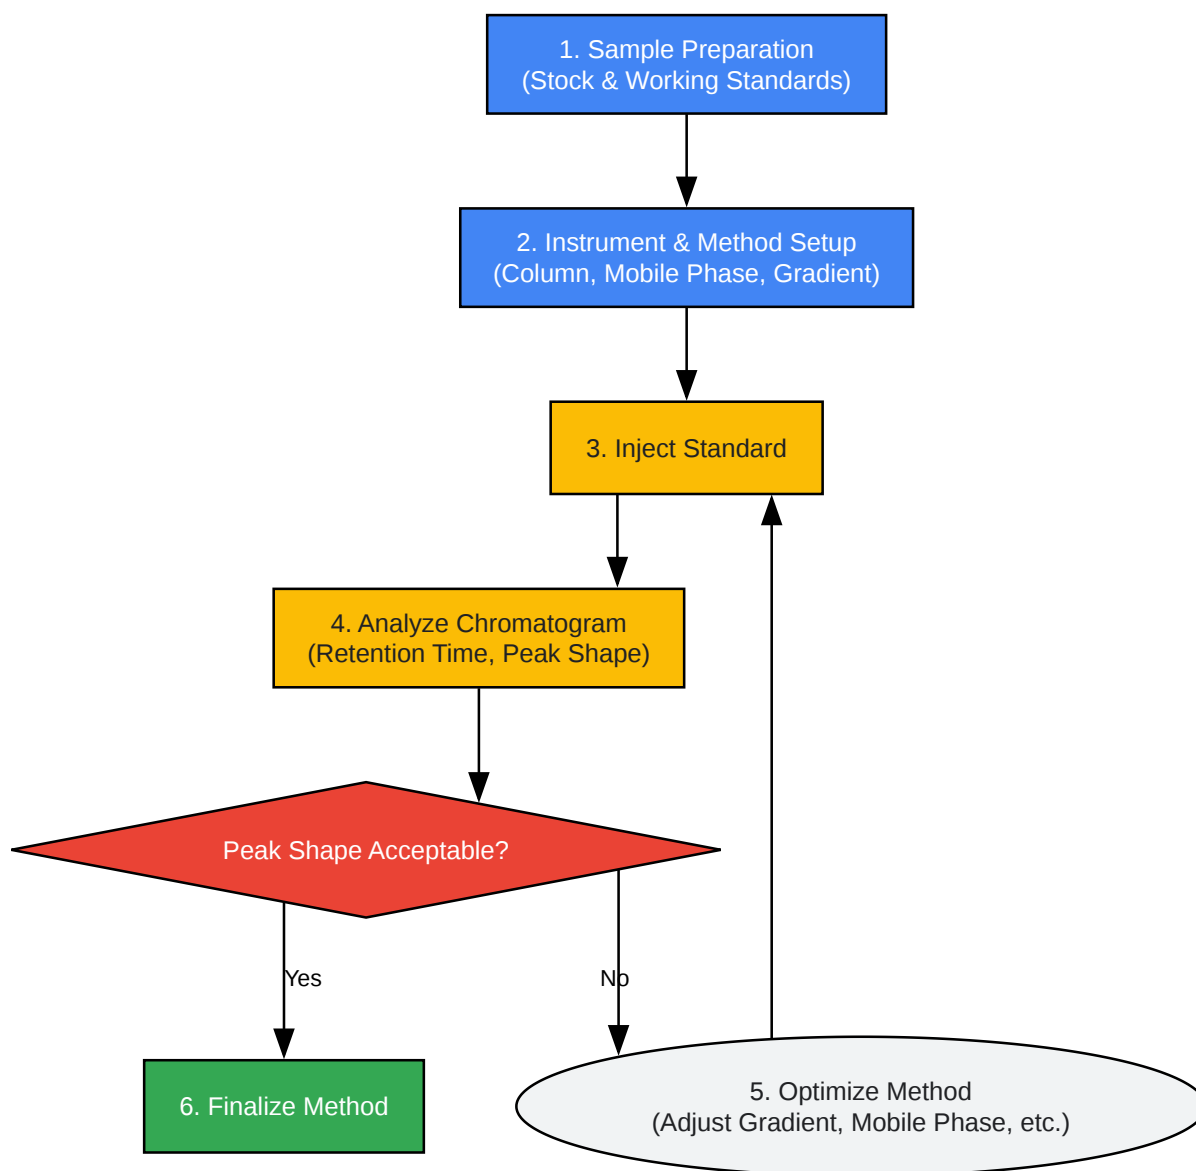 1. Sample Preparation
(Stock & Working Standards)
2. Instrument & Method Setup
(Column, Mobile Phase, Gradient)
3. Inject Standard
4. Analyze Chromatogram
(Retention Time, Peak Shape)
Peak Shape Acceptable?
Yes
No
6. Finalize Method
5. Optimize Method
(Adjust Gradient, Mobile Phase, etc.)